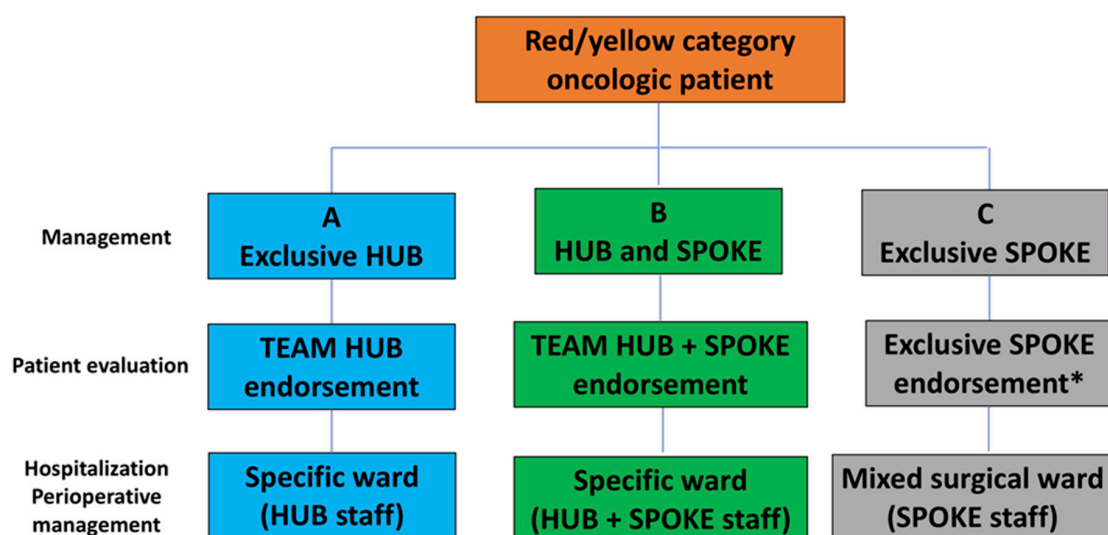 Red/yellow category
oncologic patient
Management
A
Exclusive HUB
B
HUB and SPOKE
C
Exclusive SPOKE
Patient evaluation
TEAM HUB
endorsement
TEAM HUB + SPOKE
endorsement
Exclusive SPOKE
endorsement*
Hospitalization
Perioperative
management
Specific ward
(HUB staff)
Specific ward
(HUB + SPOKE staff)
Mixed surgical ward
(SPOKE staff)